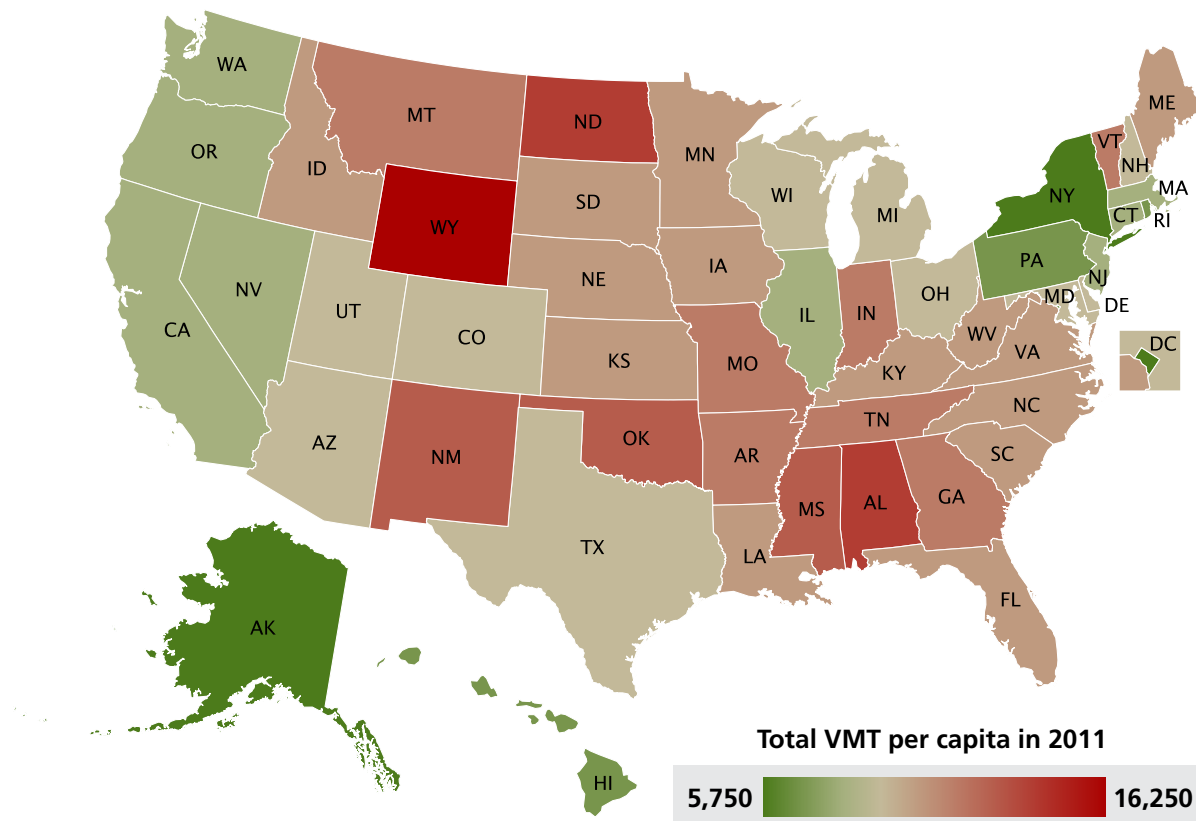 WA
MT
ND
MN
ME
VT
NH
OR
ID
WY
SD
WI
MI
NY
MA
CT
RI
NV
UT
NE
IA
IL
IN
OH
PA
NJ
MD
DE
CA
CO
KS
MO
KY
WV
VA
DC
AZ
NM
OK
AR
TN
NC
SC
TX
LA
MS
AL
GA
FL
AK
HI
Total VMT per capita in 2011
5,750 16,250